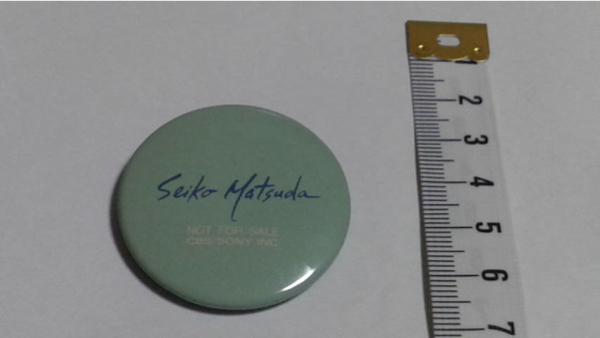 Seiko Matsuda
NOT FOR SALE
CBS/SONY INC.
1
2
3
4
5
6
7